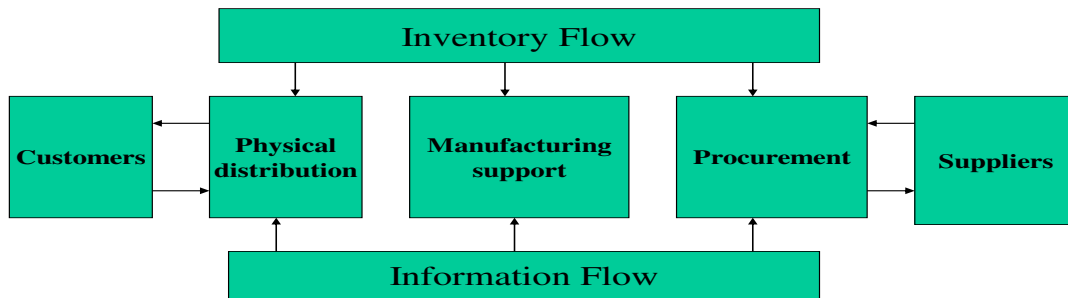 Inventory Flow
Customers
Physical
distribution
Manufacturing
support
Procurement
Suppliers
Information Flow